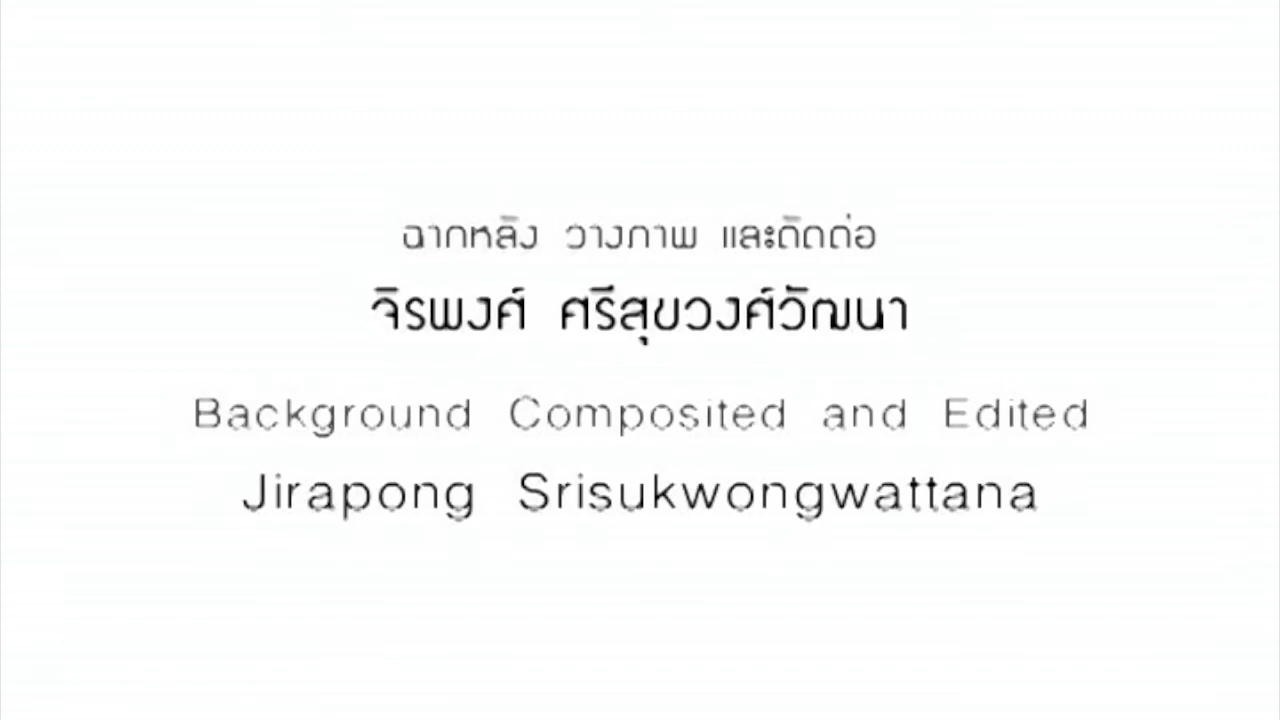 ฉากหลัง วางภาพ และตัดต่อ
จิรพงศ์ ศรีสุขวงศ์วัฒนา
Background Composited and Edited
Jirapong Srisukwongwattana